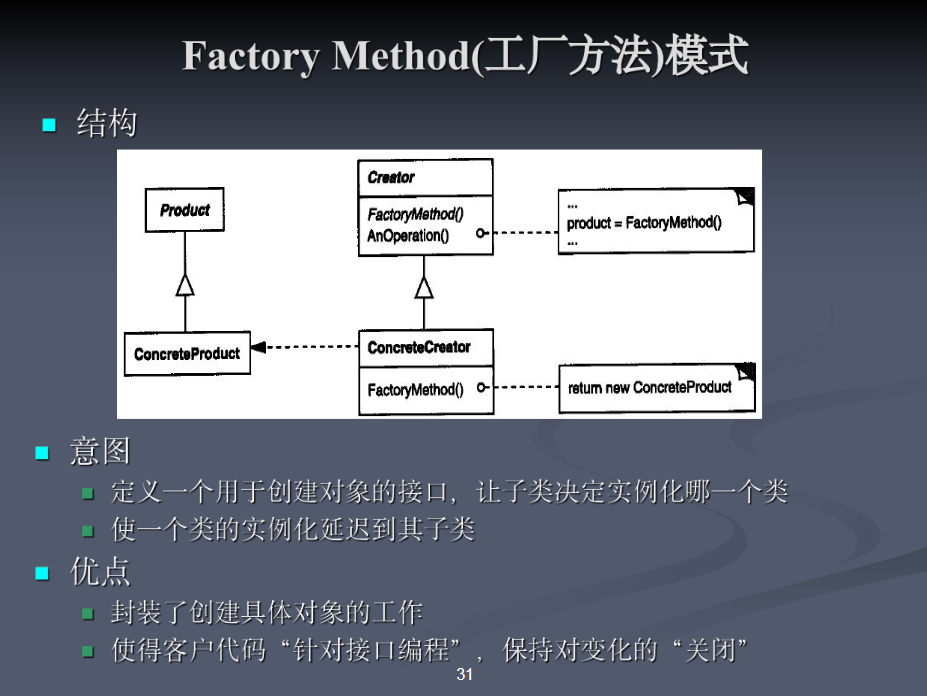 Factory Method(工厂方法)模式
结构
Product
Creator
FactoryMethod()
AnOperation()
...
product = FactoryMethod()
...
ConcreteProduct
ConcreteCreator
FactoryMethod()
return new ConcreteProduct
意图
定义一个用于创建对象的接口，让子类决定实例化哪一个类
使一个类的实例化延迟到其子类
优点
封装了创建具体对象的工作
使得客户代码“针对接口编程”，保持对变化的“关闭”
31